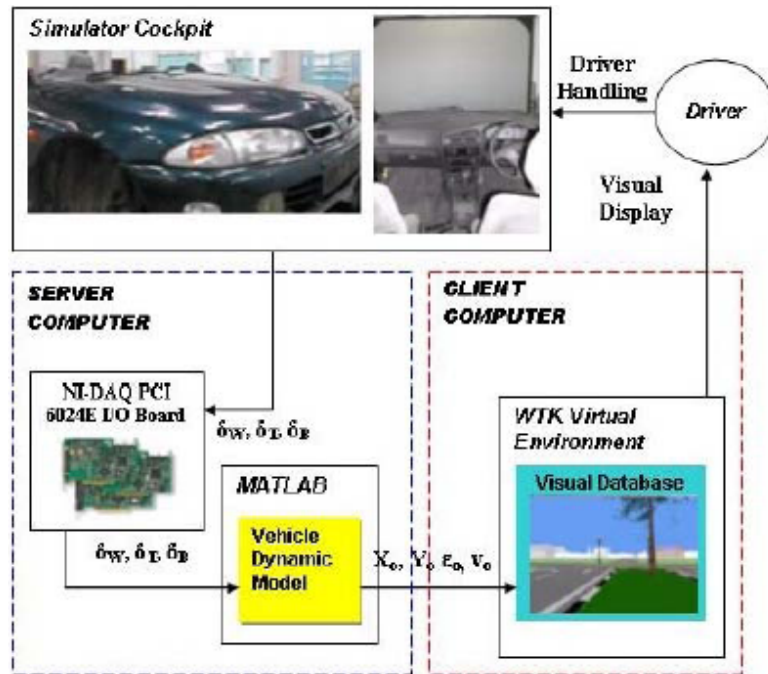 Simulator Cockpit
Driver
Handling
Driver
Visual
Display
SERVER
COMPUTER
CLIENT
COMPUTER
NI-DAQ PCI
6024E I/O Board
δW, δT, δB
WTK Virtual
Environment
MATLAB
Visual Database
Vehicle
Dynamic
Model
δW, δT, δB
Xo, Yo, εo, vo